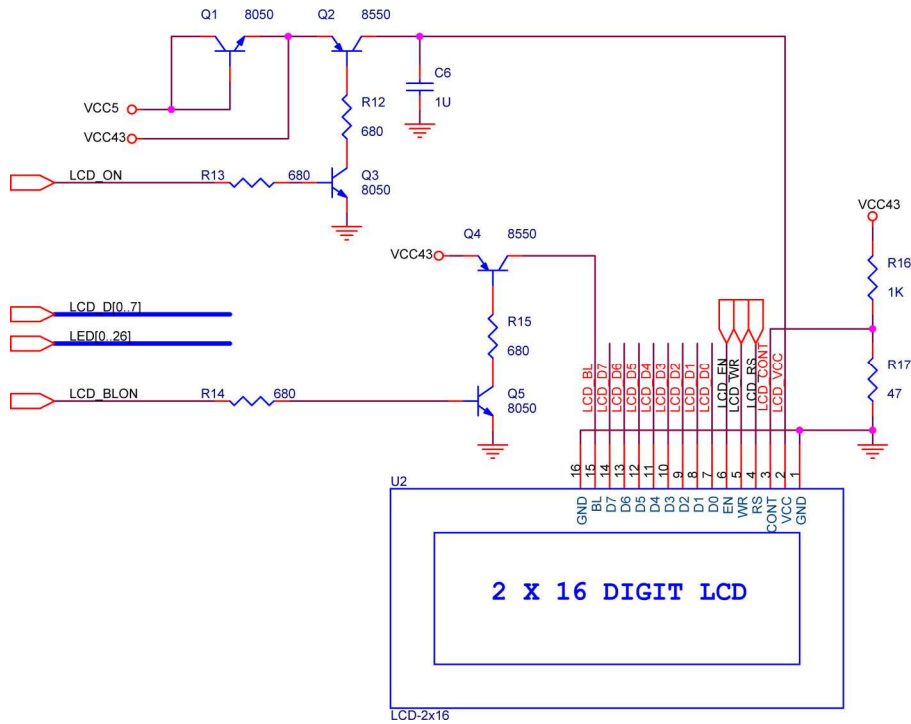 Q1 8050 Q2 8550
C6
1U
R12
680
VCC5
VCC43
LCD_ON R13 680 Q3
8050
VCC43
Q4 8550
VCC43
R16
1K
LCD_D[0..7]
LED[0..26]
R15
680
R17
47
LCD_BLON R14 680 Q5
8050
LCD_BL LCD_D7 LCD_D6 LCD_D5 LCD_D4 LCD_D3 LCD_D2 LCD_D1 LCD_D0 LCD_EN LCD_WR LCD_RS LCD_CONT LCD_VCC
16 15 14 13 12 11 10 9 8 7 6 5 4 3 2 1
U2
GND BL D7 D6 D5 D4 D3 D2 D1 D0 EN WR RS CONT VCC GND
2 X 16 DIGIT LCD
LCD-2x16